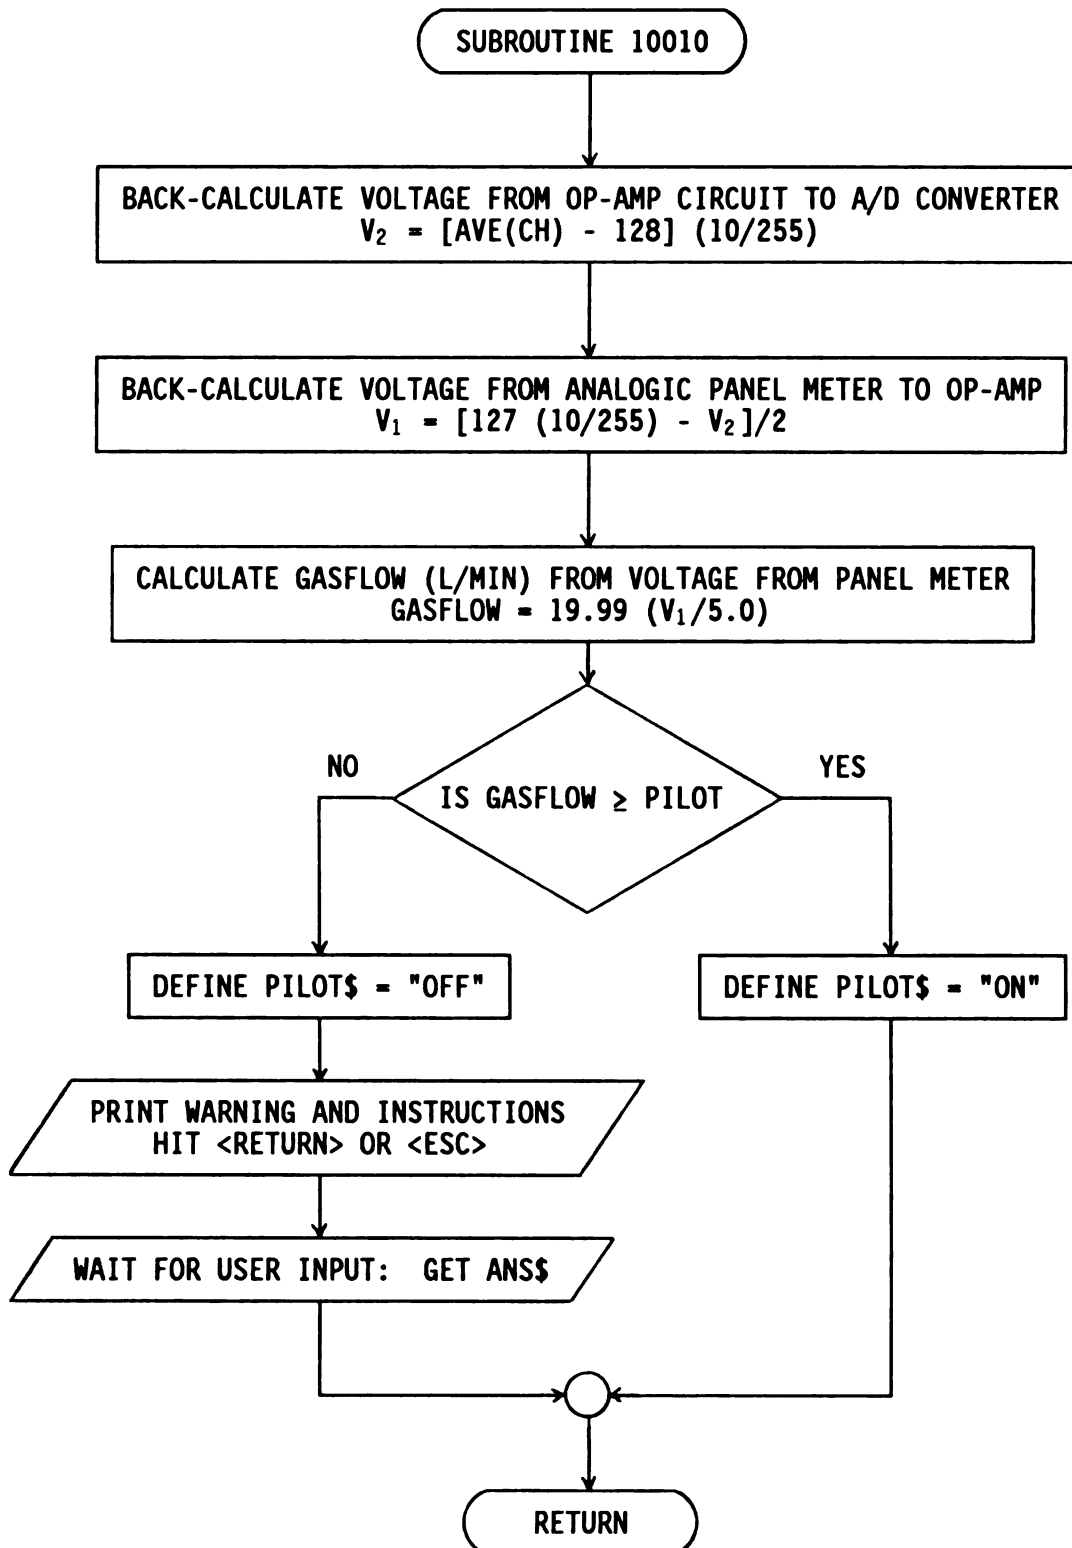 SUBROUTINE 10010
BACK-CALCULATE VOLTAGE FROM OP-AMP CIRCUIT TO A/D CONVERTER
V₂ = [AVE(CH) - 128] (10/255)
BACK-CALCULATE VOLTAGE FROM ANALOGIC PANEL METER TO OP-AMP
V₁ = [127 (10/255) - V₂]/2
CALCULATE GASFLOW (L/MIN) FROM VOLTAGE FROM PANEL METER
GASFLOW = 19.99 (V₁/5.0)
NO
YES
IS GASFLOW ≥ PILOT
DEFINE PILOT$ = "OFF"
DEFINE PILOT$ = "ON"
PRINT WARNING AND INSTRUCTIONS
HIT <RETURN> OR <ESC>
WAIT FOR USER INPUT: GET ANS$
RETURN